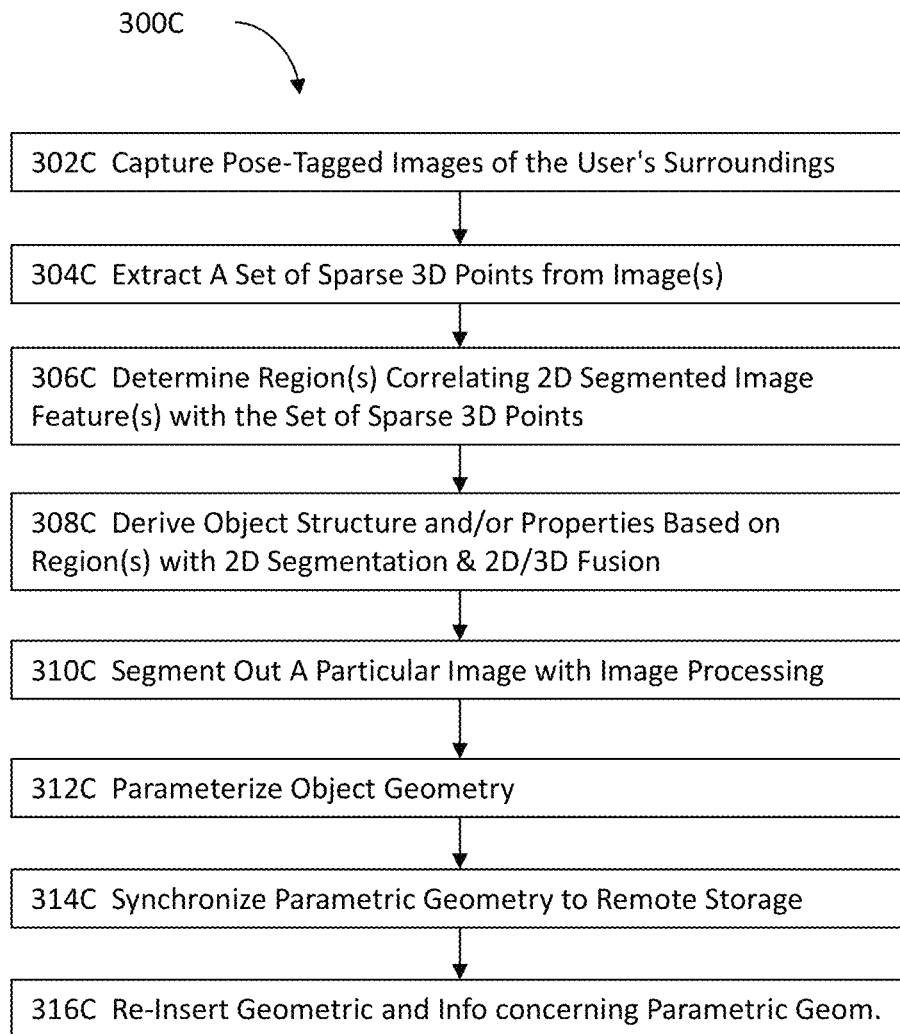 300C
302C Capture Pose-Tagged Images of the User's Surroundings
304C Extract A Set of Sparse 3D Points from Image(s)
306C Determine Region(s) Correlating 2D Segmented Image
Feature(s) with the Set of Sparse 3D Points
308C Derive Object Structure and/or Properties Based on
Region(s) with 2D Segmentation & 2D/3D Fusion
310C Segment Out A Particular Image with Image Processing
312C Parameterize Object Geometry
314C Synchronize Parametric Geometry to Remote Storage
316C Re-Insert Geometric and Info concerning Parametric Geom.